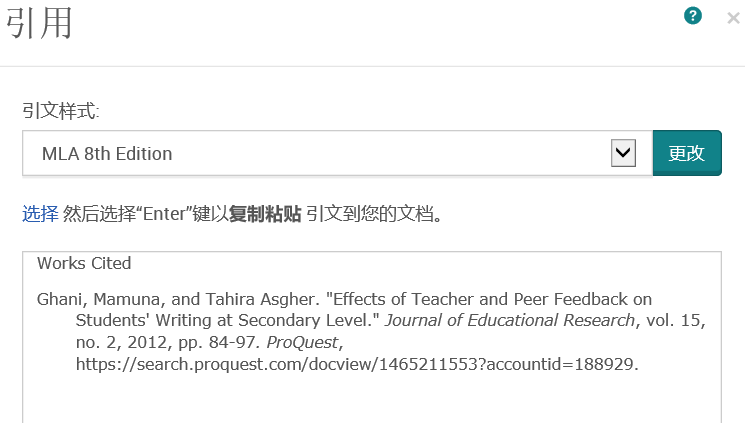 引用
?
×
引文样式:
MLA 8th Edition
更改
选择 然后选择“Enter”键以复制粘贴 引文到您的文档。
Works Cited
Ghani, Mamuna, and Tahira Asgher. "Effects of Teacher and Peer Feedback on
Students' Writing at Secondary Level." Journal of Educational Research, vol. 15,
no. 2, 2012, pp. 84-97. ProQuest,
https://search.proquest.com/docview/1465211553?accountid=188929.